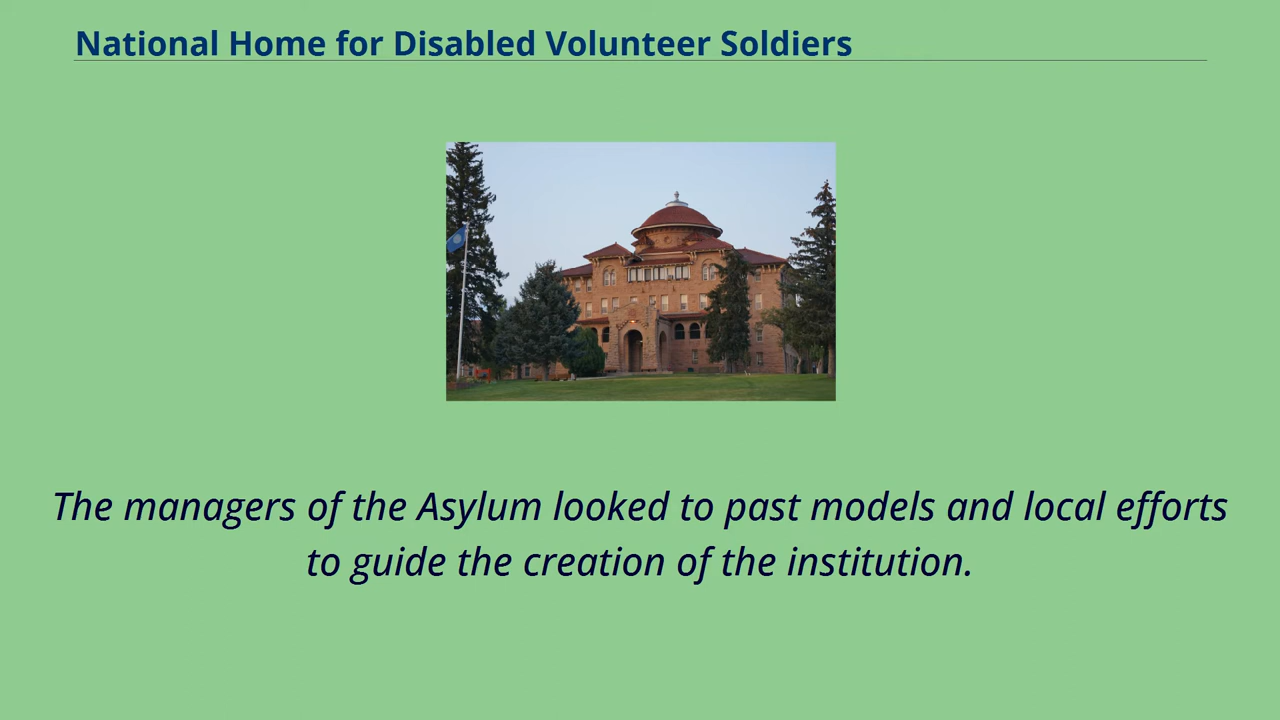 National Home for Disabled Volunteer Soldiers
The managers of the Asylum looked to past models and local efforts
to guide the creation of the institution.